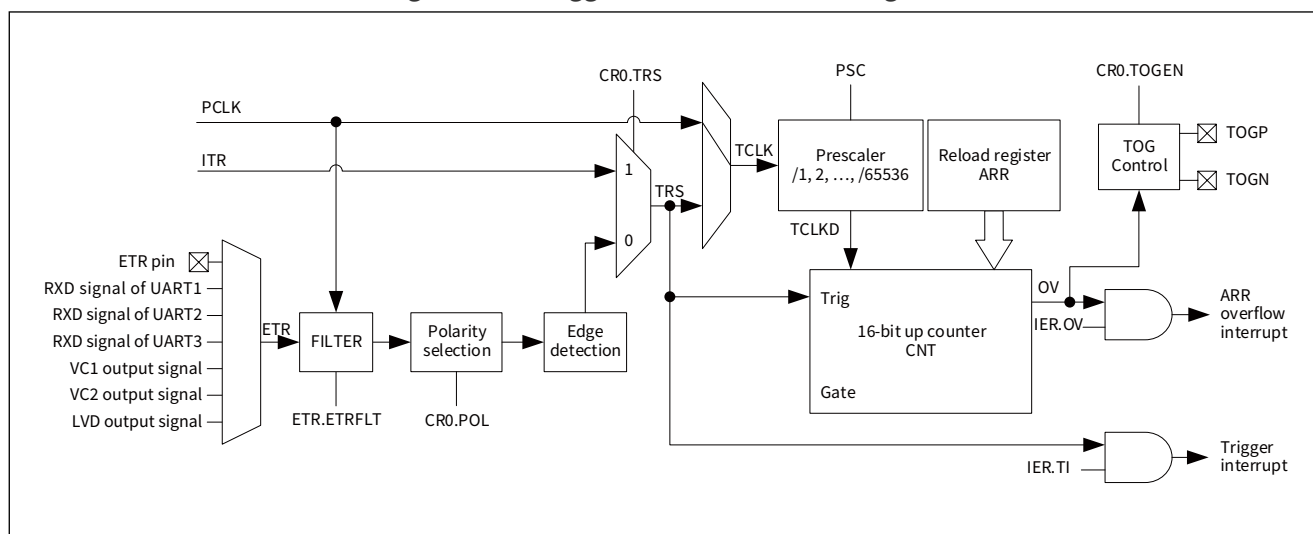 CR0.TRS
PSC
CR0.TOGEN
PCLK
ITR
1
0
TRS
TCLK
Prescaler
/1, 2, …, /65536
Reload register
ARR
TOG
Control
TOGP
TOGN
TCLKD
ETR pin
RXD signal of UART1
RXD signal of UART2
RXD signal of UART3
VC1 output signal
VC2 output signal
LVD output signal
ETR
FILTER
ETR.ETRFLT
Polarity
selection
CR0.POL
Edge
detection
Trig
16-bit up counter
CNT
Gate
OV
IER.OV
ARR
overflow
interrupt
IER.TI
Trigger
interrupt